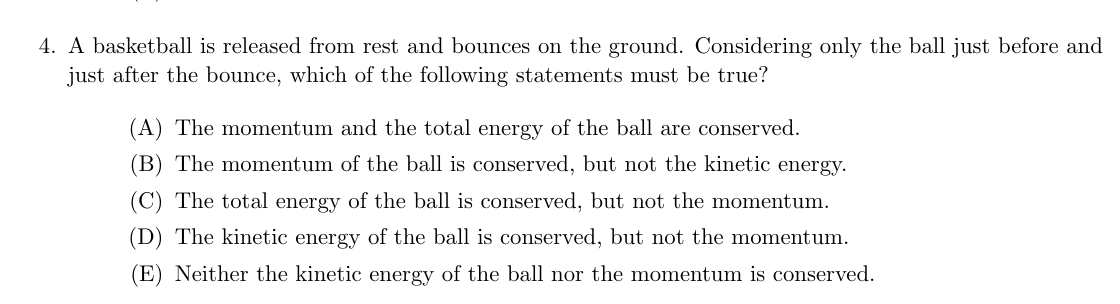 4. A basketball is released from rest and bounces on the ground. Considering only the ball just before and
just after the bounce, which of the following statements must be true?
(A) The momentum and the total energy of the ball are conserved.
(B) The momentum of the ball is conserved, but not the kinetic energy.
(C) The total energy of the ball is conserved, but not the momentum.
(D) The kinetic energy of the ball is conserved, but not the momentum.
(E) Neither the kinetic energy of the ball nor the momentum is conserved.